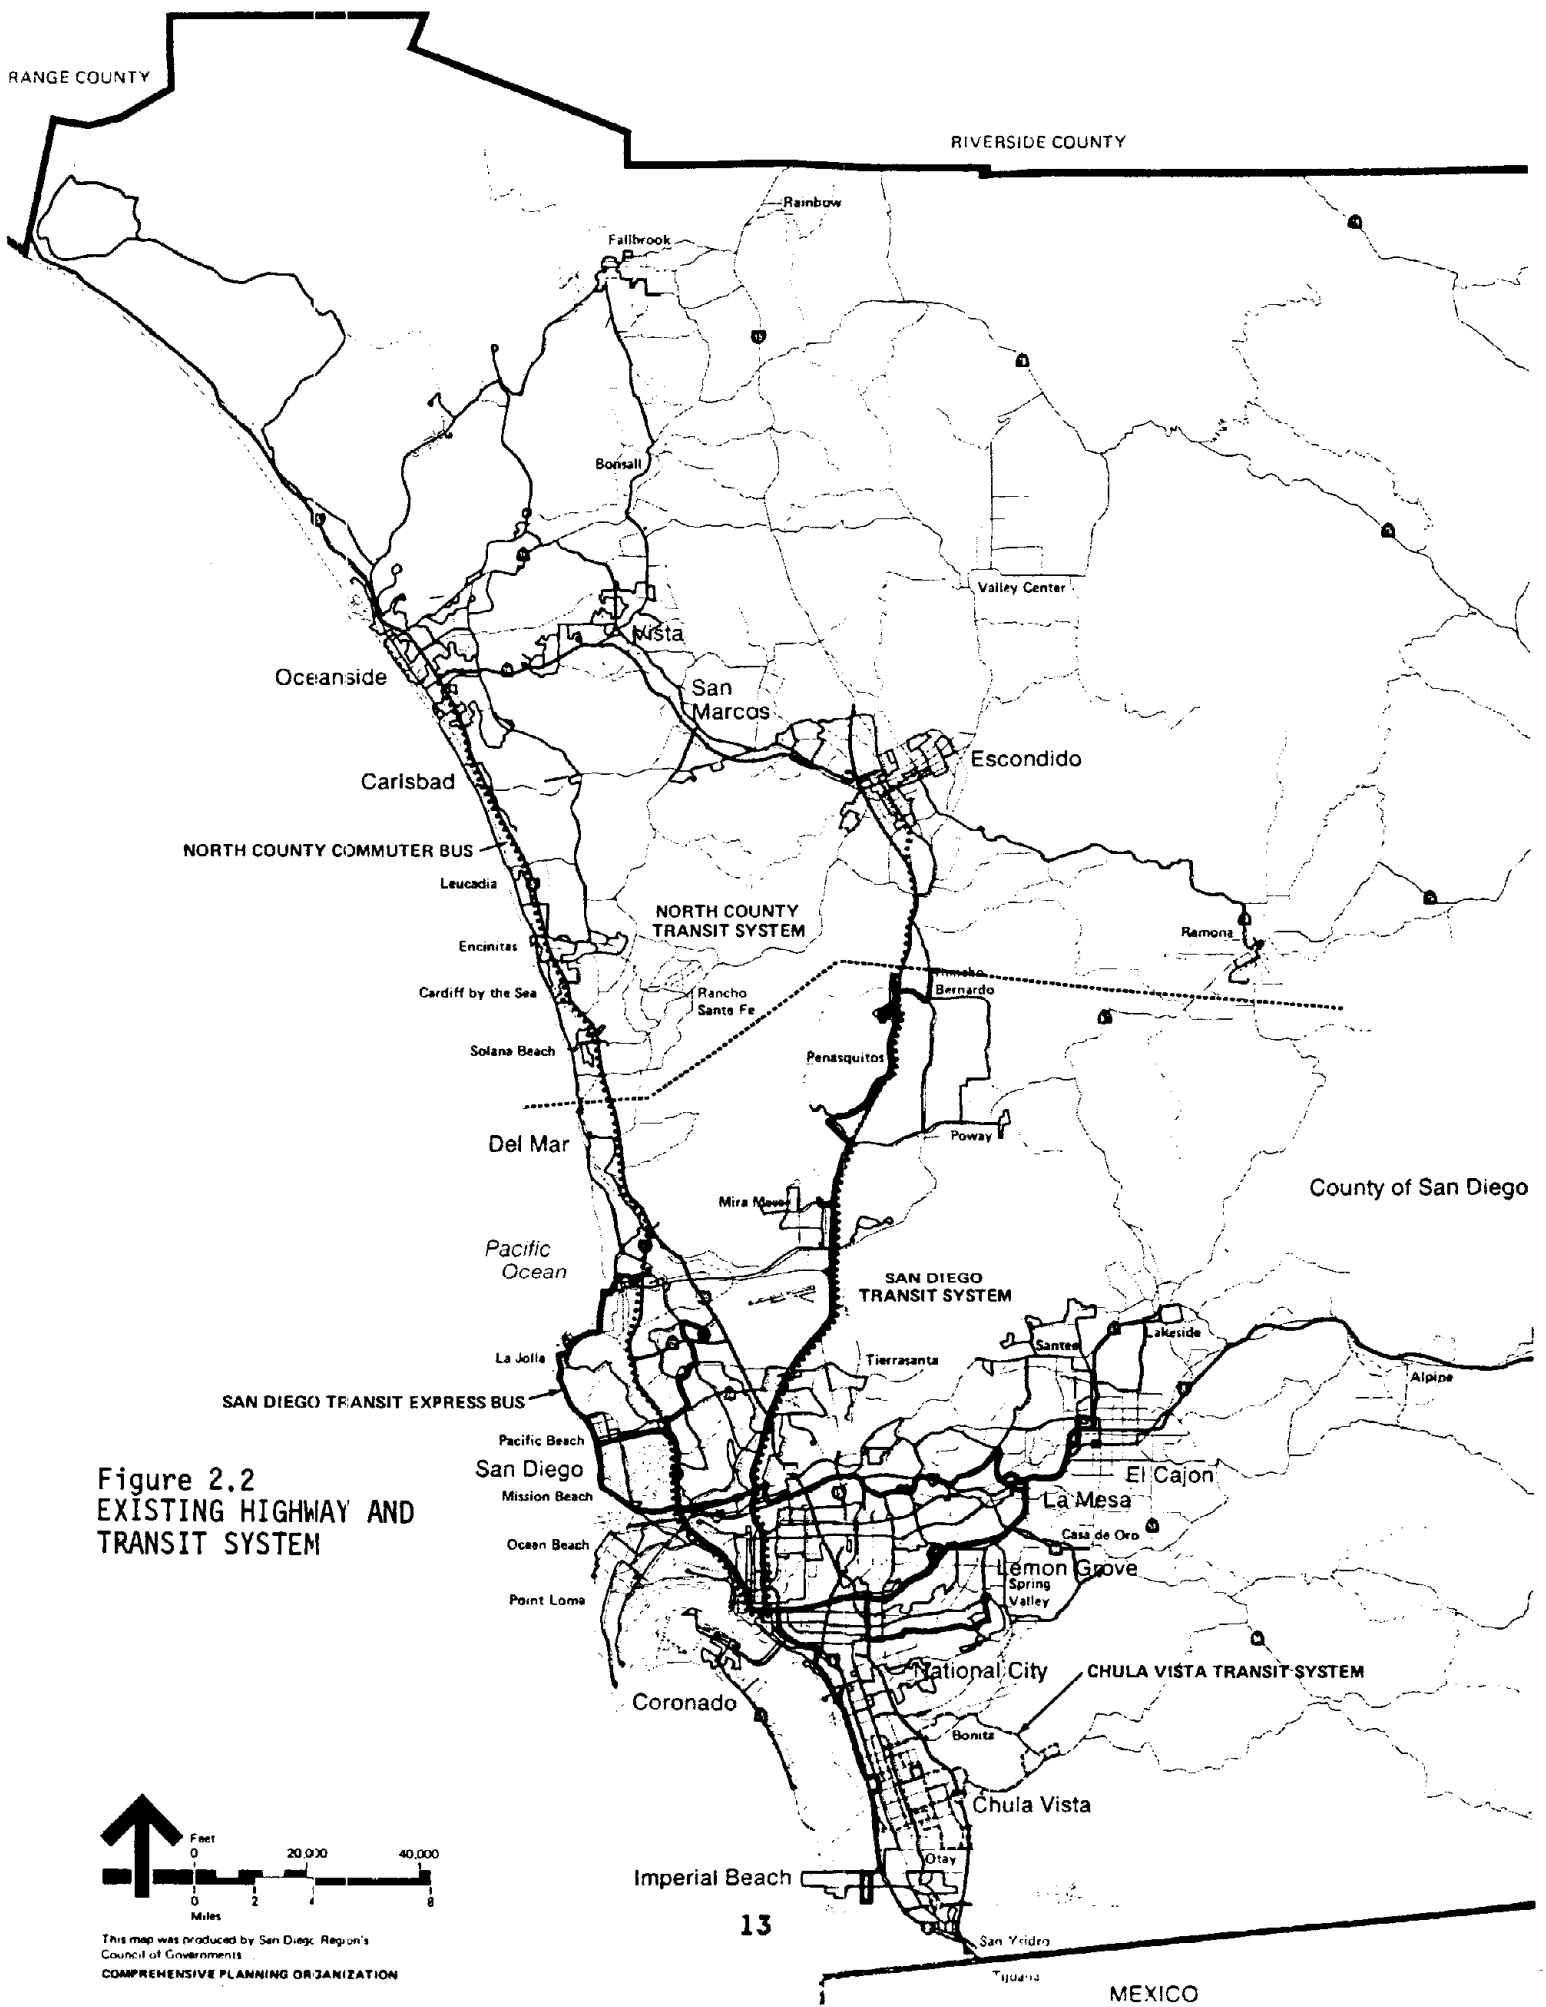 RANGE COUNTY
RIVERSIDE COUNTY
Rainbow
Fallbrook
Bonsall
Valley Center
Vista
Oceanside
San
Marcos
Escondido
Carlsbad
NORTH COUNTY COMMUTER BUS
Leucadia
NORTH COUNTY
TRANSIT SYSTEM
Ramona
Encinitas
Cardiff by the Sea
Rancho
Santa Fe
Bernardo
Solana Beach
Penasquitos
Del Mar
Poway
County of San Diego
Mira Mesa
Pacific
Ocean
SAN DIEGO
TRANSIT SYSTEM
Santee
Lakeside
La Jolla
Tierrasanta
Alpine
SAN DIEGO TRANSIT EXPRESS BUS
Pacific Beach
San Diego
El Cajon
Mission Beach
La Mesa
Figure 2.2
EXISTING HIGHWAY AND
TRANSIT SYSTEM
Ocean Beach
Casa de Oro
Lemon Grove
Spring
Valley
Point Loma
National City
CHULA VISTA TRANSIT SYSTEM
Coronado
Bonita
Chula Vista
Otay
Imperial Beach
13
San Ysidro
Tijuana
MEXICO
Feet
0 20,000 40,000
0 2 4 8
Miles
This map was produced by San Diego Region's
Council of Governments
COMPREHENSIVE PLANNING ORGANIZATION